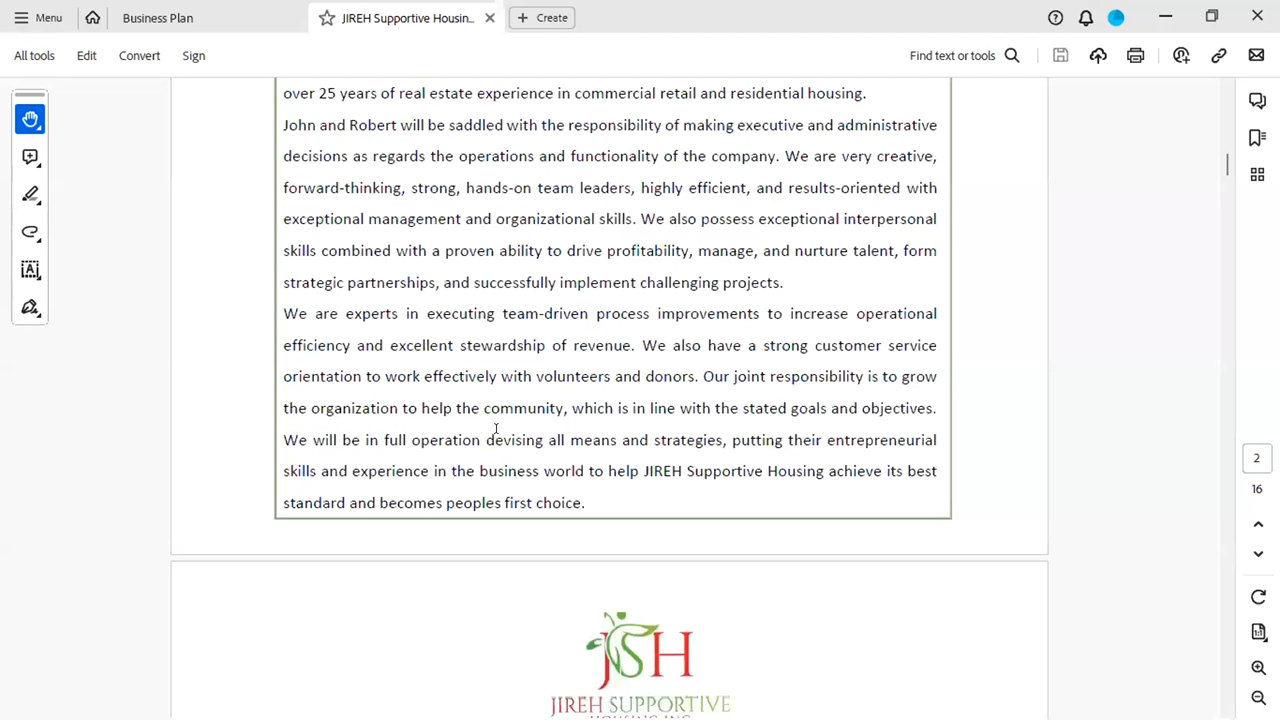 Menu
Business Plan
JIREH Supportive Housin...
Create
All tools
Edit
Convert
Sign
Find text or tools
over 25 years of real estate experience in commercial retail and residential housing.
John and Robert will be saddled with the responsibility of making executive and administrative
decisions as regards the operations and functionality of the company. We are very creative,
forward-thinking, strong, hands-on team leaders, highly efficient, and results-oriented with
exceptional management and organizational skills. We also possess exceptional interpersonal
skills combined with a proven ability to drive profitability, manage, and nurture talent, form
strategic partnerships, and successfully implement challenging projects.
We are experts in executing team-driven process improvements to increase operational
efficiency and excellent stewardship of revenue. We also have a strong customer service
orientation to work effectively with volunteers and donors. Our joint responsibility is to grow
the organization to help the community, which is in line with the stated goals and objectives.
We will be in full operation devising all means and strategies, putting their entrepreneurial
skills and experience in the business world to help JIREH Supportive Housing achieve its best
standard and becomes peoples first choice.
2
16
JSH
JIREH SUPPORTIVE
HOUSING INC